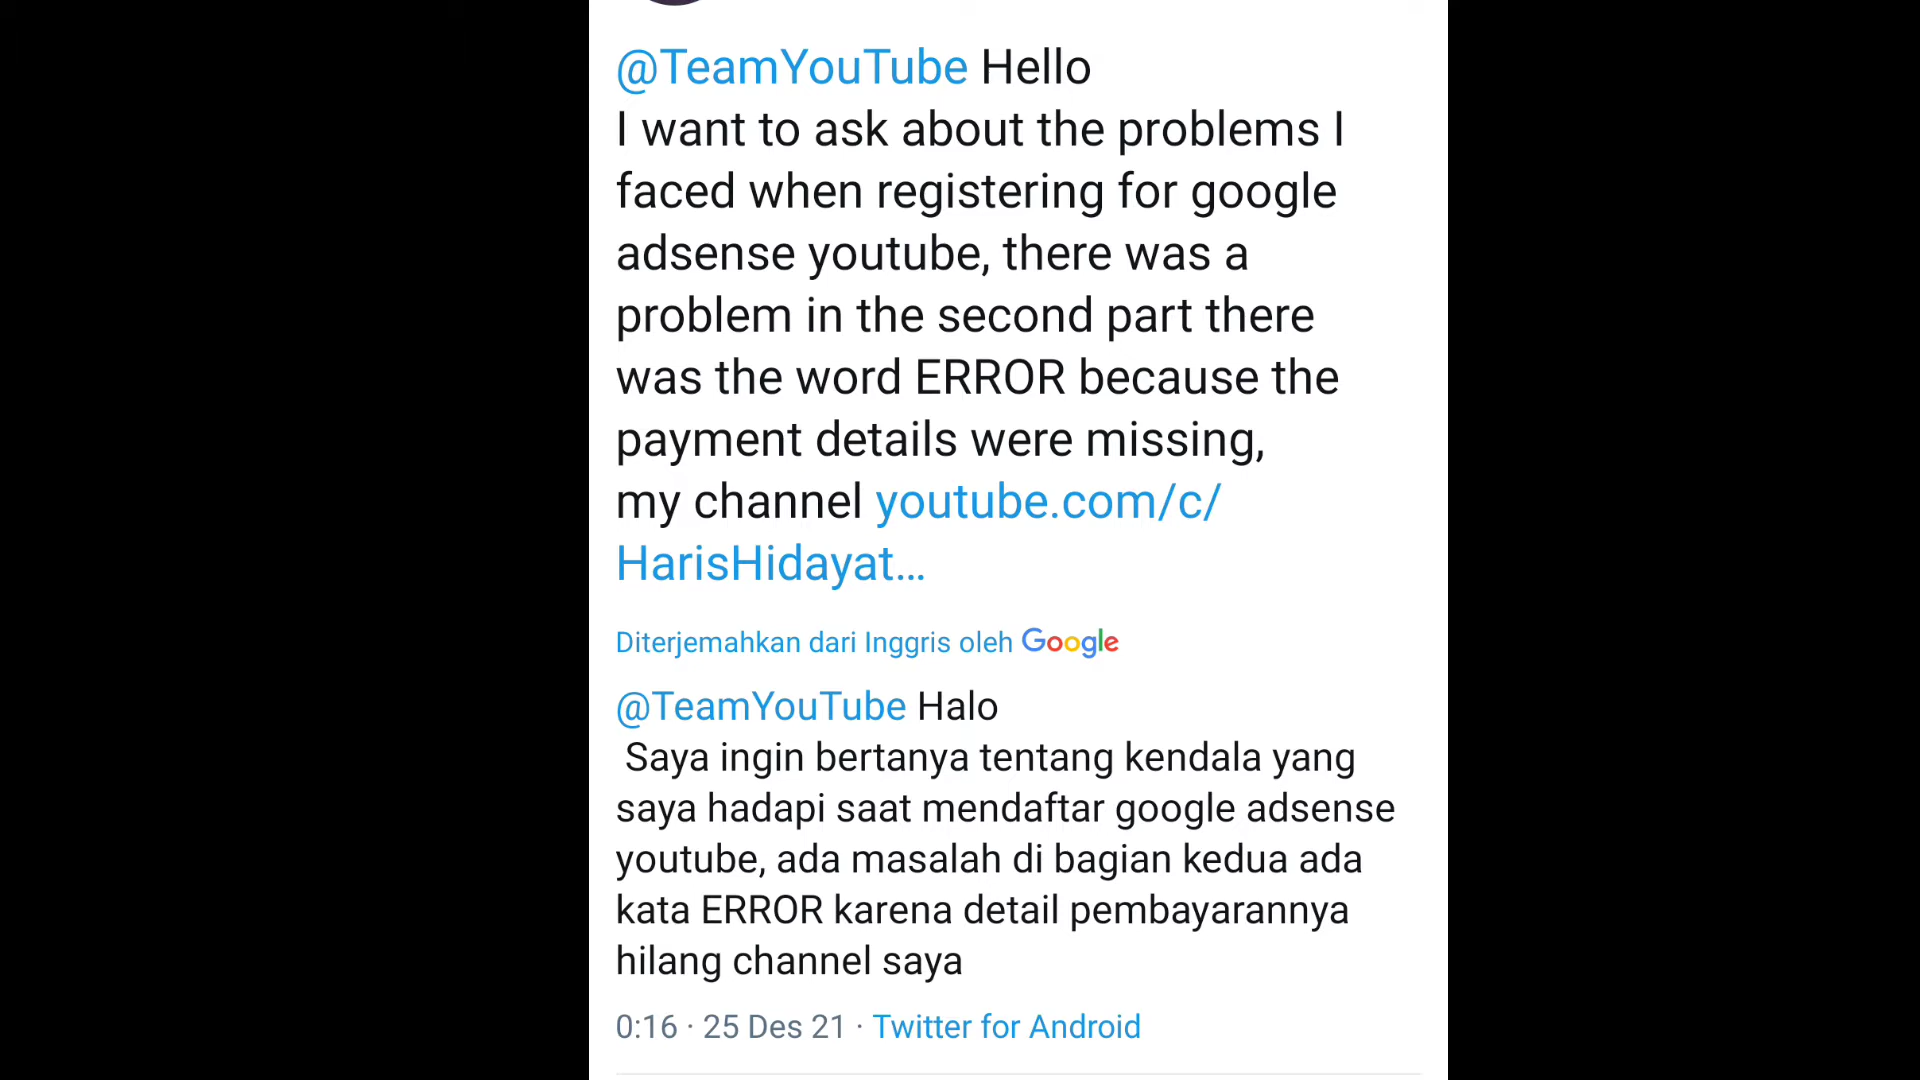 @TeamYouTube Hello
I want to ask about the problems I
faced when registering for google
adsense youtube, there was a
problem in the second part there
was the word ERROR because the
payment details were missing,
my channel youtube.com/c/
HarisHidayat…
Diterjemahkan dari Inggris oleh Google
@TeamYouTube Halo
Saya ingin bertanya tentang kendala yang
saya hadapi saat mendaftar google adsense
youtube, ada masalah di bagian kedua ada
kata ERROR karena detail pembayarannya
hilang channel saya
0:16 · 25 Des 21 · Twitter for Android